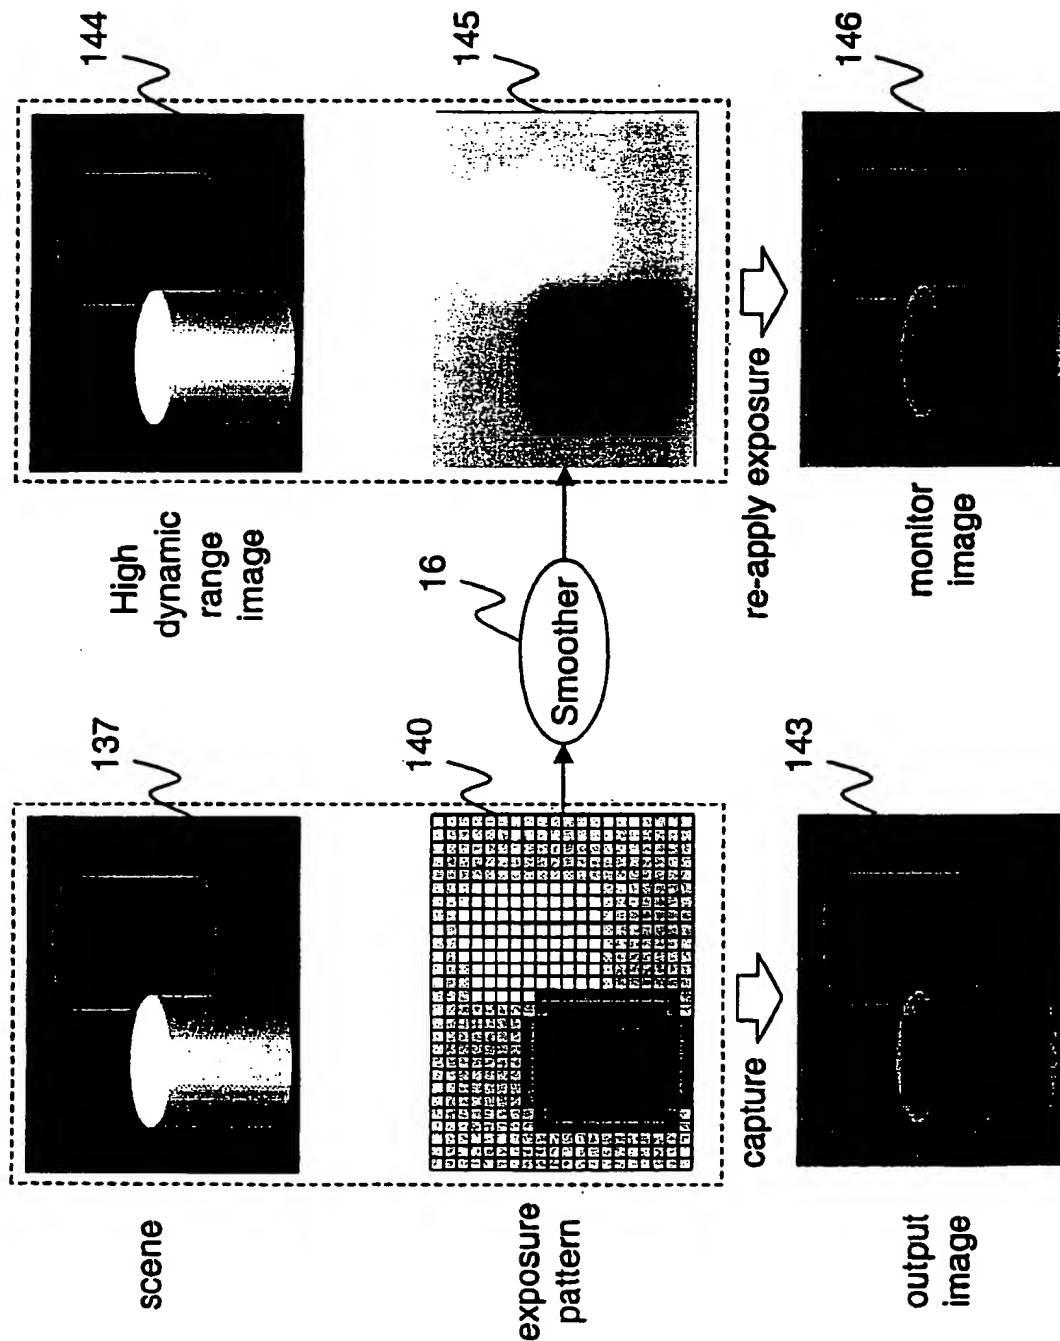 scene
137
High
dynamic
range
image
144
exposure
pattern
140
16
Smoother
145
capture
re-apply exposure
output
image
143
monitor
image
146